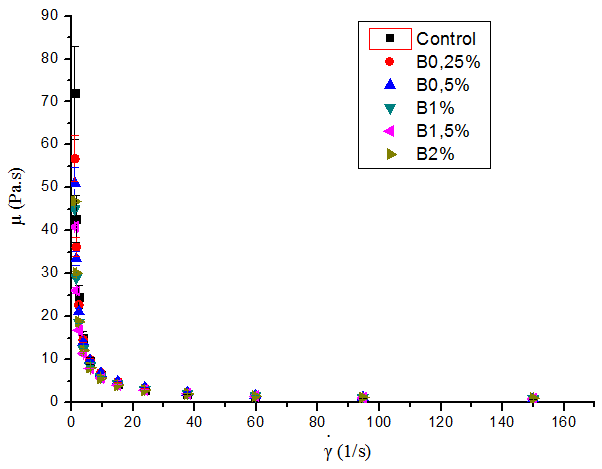 90
80
70
60
50
40
30
20
10
0
μ (Pa.s)
Control
B0,25%
B0,5%
B1%
B1,5%
B2%
0 20 40 60 80 100 120 140 160
γ̇ (1/s)